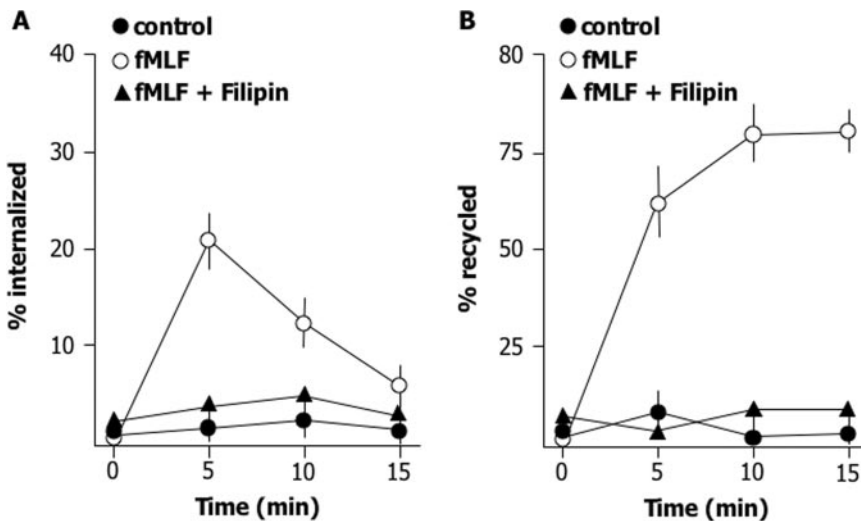 A
● control
○ fMLF
▲ fMLF + Filipin
40
30
20
10
% internalized
0 5 10 15
Time (min)
B
● control
○ fMLF
▲ fMLF + Filipin
80
75
50
25
% recycled
0 5 10 15
Time (min)